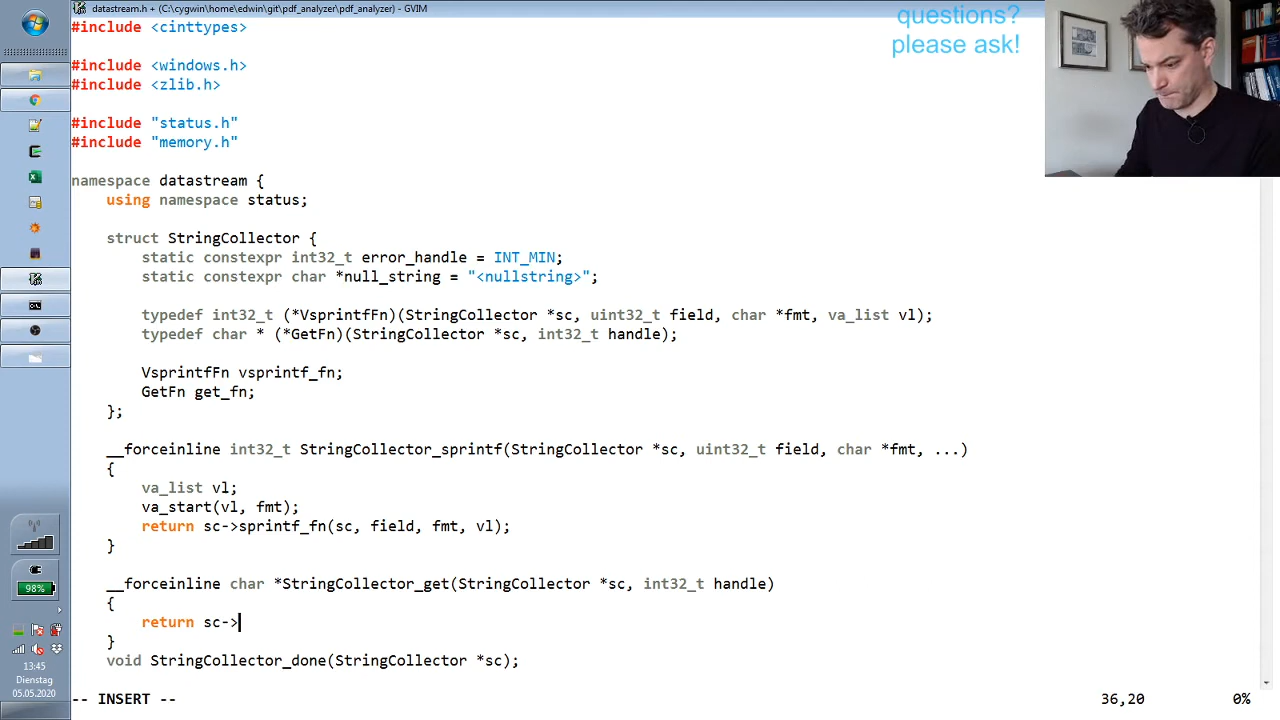 datastream.h + (C:\cygwin\home\edwin\git\pdf_analyzer\pdf_analyzer) - GVIM
questions?
please ask!
#include <cinttypes>
#include <windows.h>
#include <zlib.h>
#include "status.h"
#include "memory.h"
namespace datastream {
    using namespace status;
    struct StringCollector {
        static constexpr int32_t error_handle = INT_MIN;
        static constexpr char *null_string = "<nullstring>";
        typedef int32_t (*VsprintfFn)(StringCollector *sc, uint32_t field, char *fmt, va_list vl);
        typedef char * (*GetFn)(StringCollector *sc, int32_t handle);
        VsprintfFn vsprintf_fn;
        GetFn get_fn;
    };
    __forceinline int32_t StringCollector_sprintf(StringCollector *sc, uint32_t field, char *fmt, ...)
    {
        va_list vl;
        va_start(vl, fmt);
        return sc->sprintf_fn(sc, field, fmt, vl);
    }
    __forceinline char *StringCollector_get(StringCollector *sc, int32_t handle)
    {
        return sc->
    }
    void StringCollector_done(StringCollector *sc);
-- INSERT --
36,20
0%
98%
13:45
Dienstag
05.05.2020